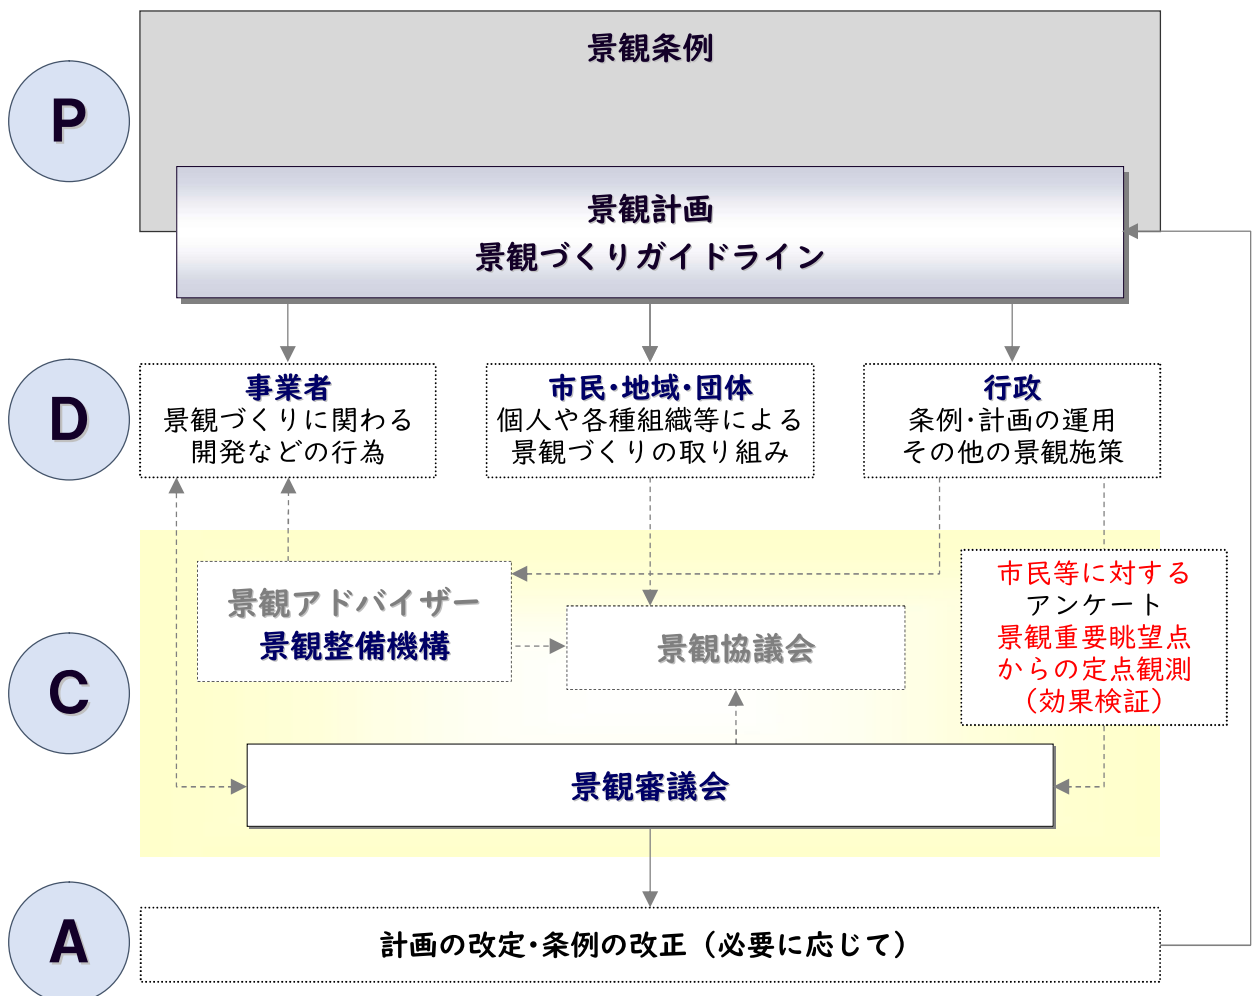 P
景観条例
景観計画
景観づくりガイドライン
D
事業者
景観づくりに関わる
開発などの行為
市民・地域・団体
個人や各種組織等による
景観づくりの取り組み
行政
条例・計画の運用
その他の景観施策
C
景観アドバイザー
景観整備機構
景観協議会
市民等に対する
アンケート
景観重要眺望点
からの定点観測
（効果検証）
景観審議会
A
計画の改定・条例の改正（必要に応じて）